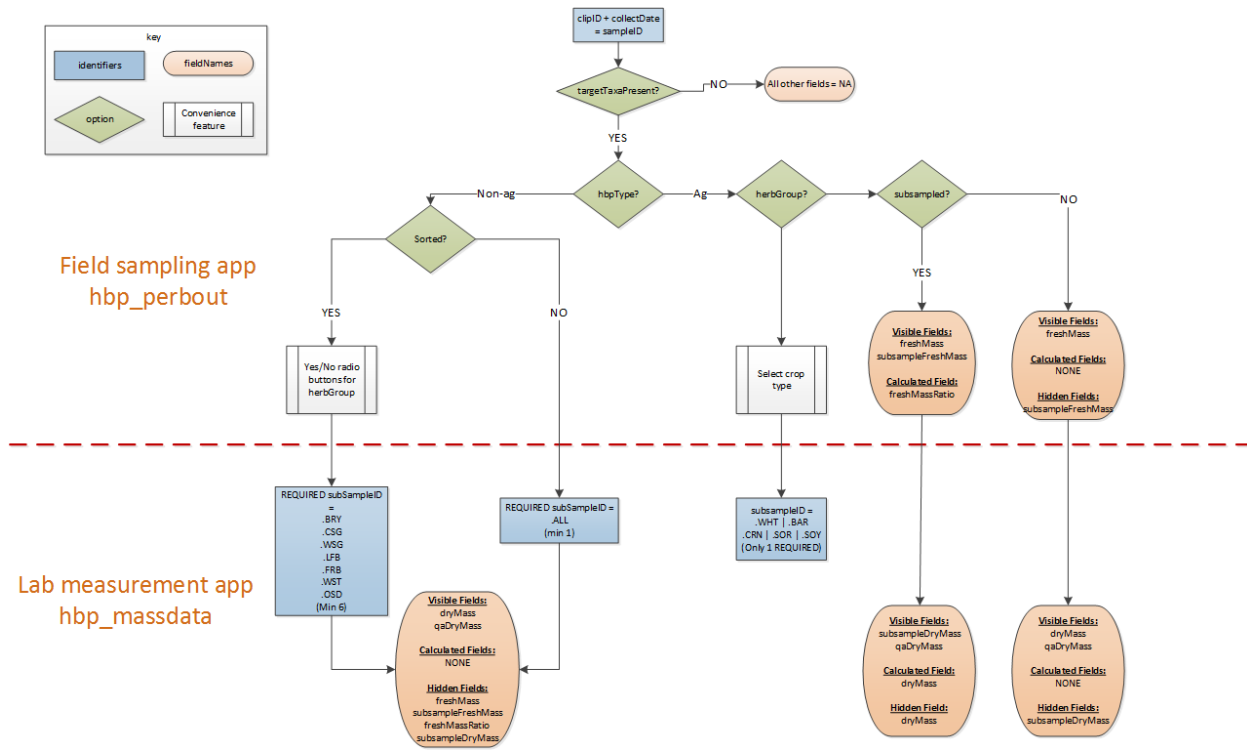 key
identifiers
fieldNames
option
Convenience
feature
clipID + collectDate
= sampleID
targetTaxaPresent?
NO
All other fields = NA
YES
Non-ag
hbpType?
Ag
herbGroup?
subsampled?
NO
Sorted?
Field sampling app
hbp_perbout
YES
NO
YES
Yes/No radio
buttons for
herbGroup
Select crop
type
Visible Fields:
freshMass
subsampleFreshMass
Calculated Field:
freshMassRatio
Visible Fields:
freshMass
Calculated Fields:
NONE
Hidden Fields:
subsampleFreshMass
REQUIRED subSampleID
=
.BRY
.CSG
.WSG
.LFB
.FRB
.WST
.OSD
(Min 6)
REQUIRED subSampleID =
.ALL
(min 1)
subsampleID =
.WHT | .BAR
.CRN | .SOR | .SOY
(Only 1 REQUIRED)
Lab measurement app
hbp_massdata
Visible Fields:
dryMass
qaDryMass
Calculated Fields:
NONE
Hidden Fields:
freshMass
subsampleFreshMass
freshMassRatio
subsampleDryMass
Visible Fields:
subsampleDryMass
qaDryMass
Calculated Field:
dryMass
Hidden Field:
dryMass
Visible Fields:
dryMass
qaDryMass
Calculated Fields:
NONE
Hidden Fields:
subsampleDryMass